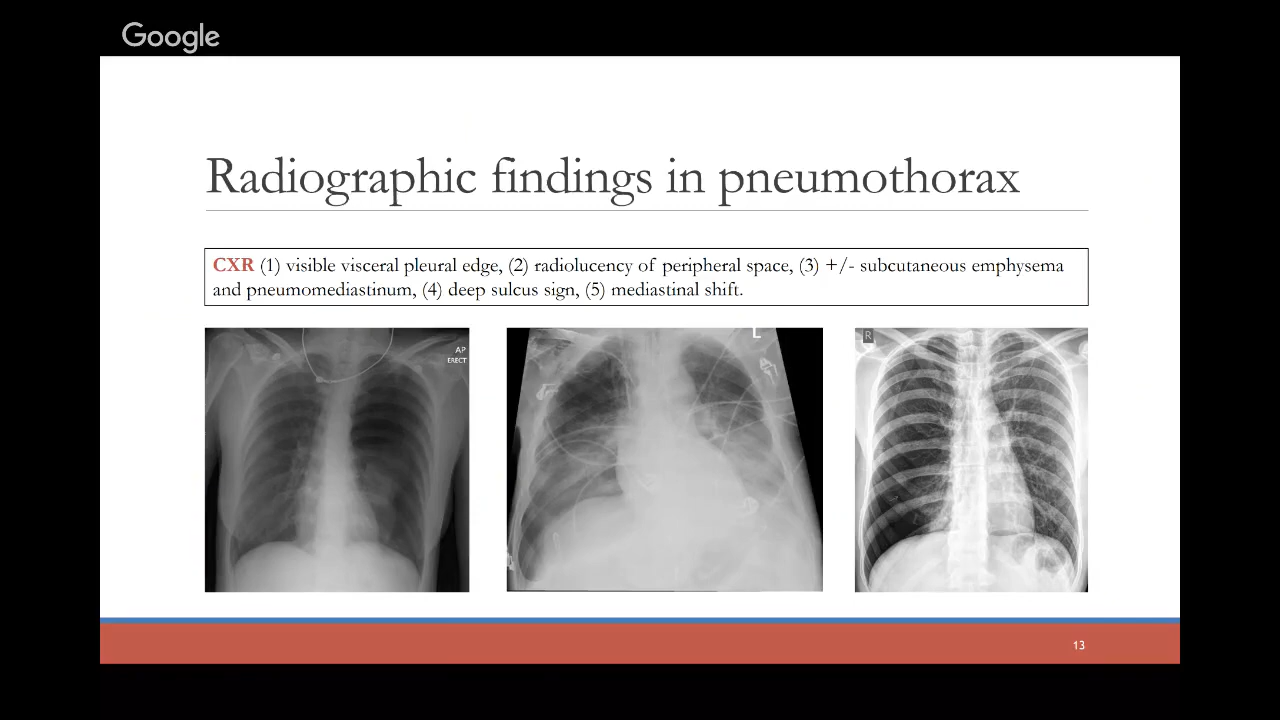 Google
Radiographic findings in pneumothorax
CXR (1) visible visceral pleural edge, (2) radiolucency of peripheral space, (3) +/- subcutaneous emphysema
and pneumomediastinum, (4) deep sulcus sign, (5) mediastinal shift.
AP
ERECT
L
R
13